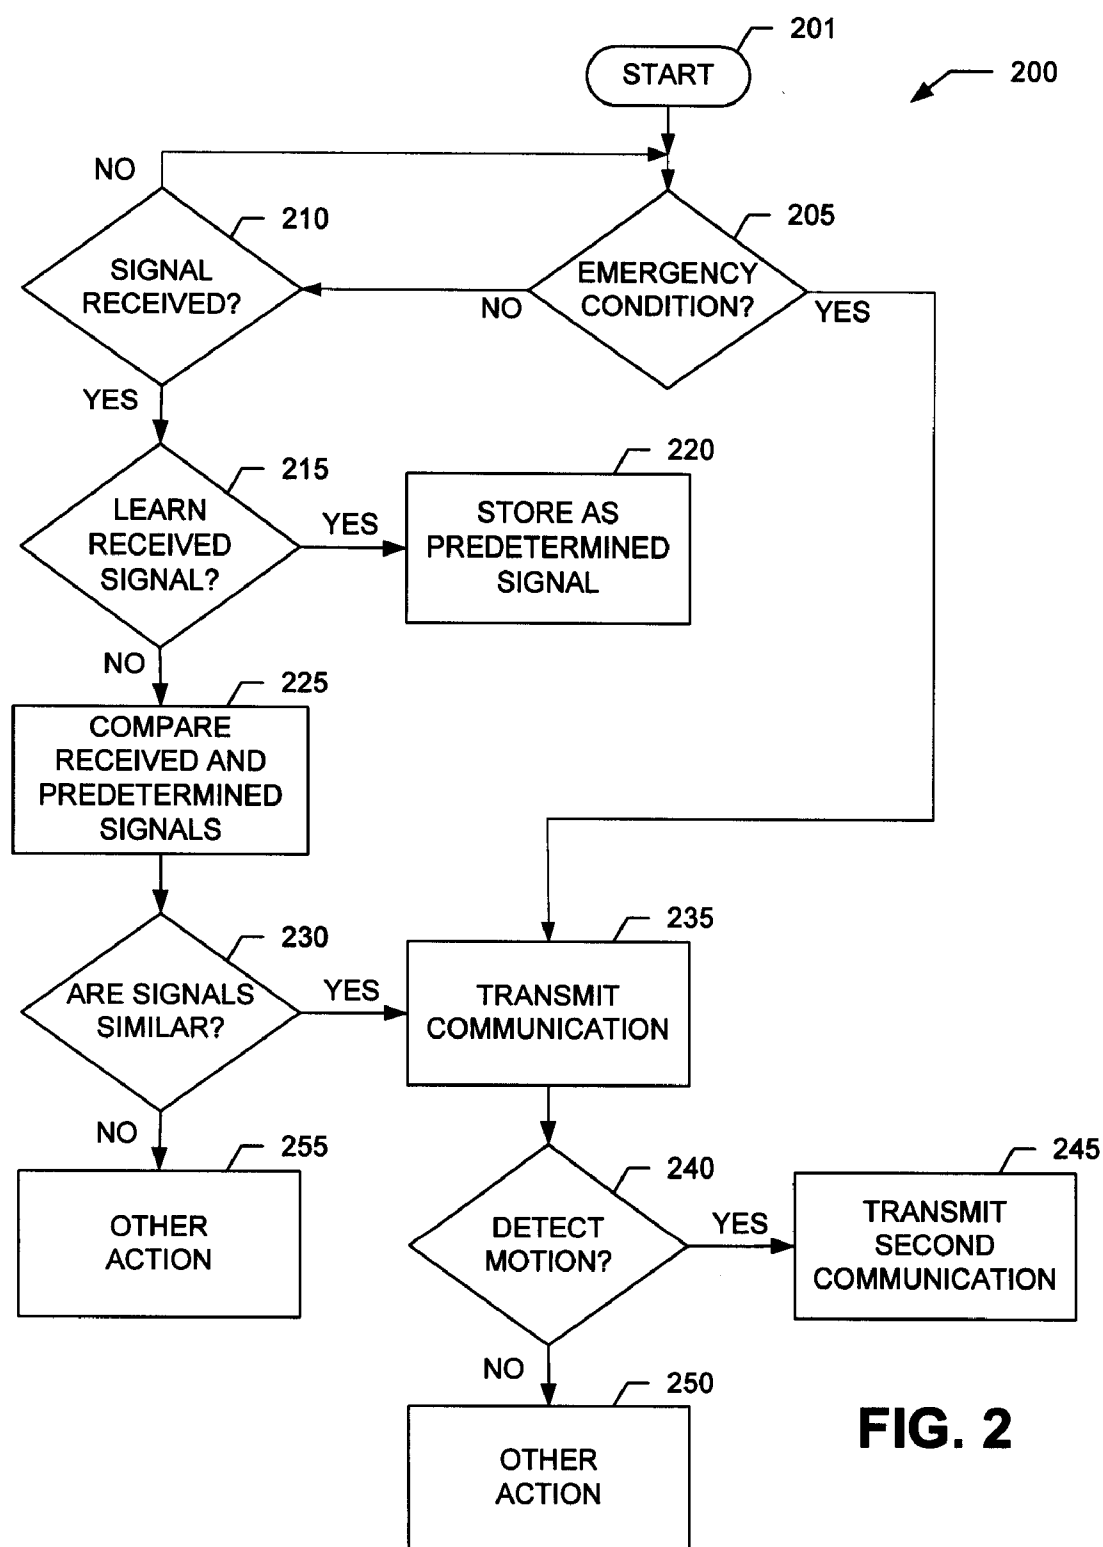 201
START
200
NO
210
205
SIGNAL
RECEIVED?
EMERGENCY
CONDITION?
NO
YES
YES
215
220
LEARN
RECEIVED
SIGNAL?
YES
STORE AS
PREDETERMINED
SIGNAL
NO
225
COMPARE
RECEIVED AND
PREDETERMINED
SIGNALS
230
235
ARE SIGNALS
SIMILAR?
YES
TRANSMIT
COMMUNICATION
NO
255
240
245
OTHER
ACTION
DETECT
MOTION?
YES
TRANSMIT
SECOND
COMMUNICATION
NO
250
OTHER
ACTION
FIG. 2